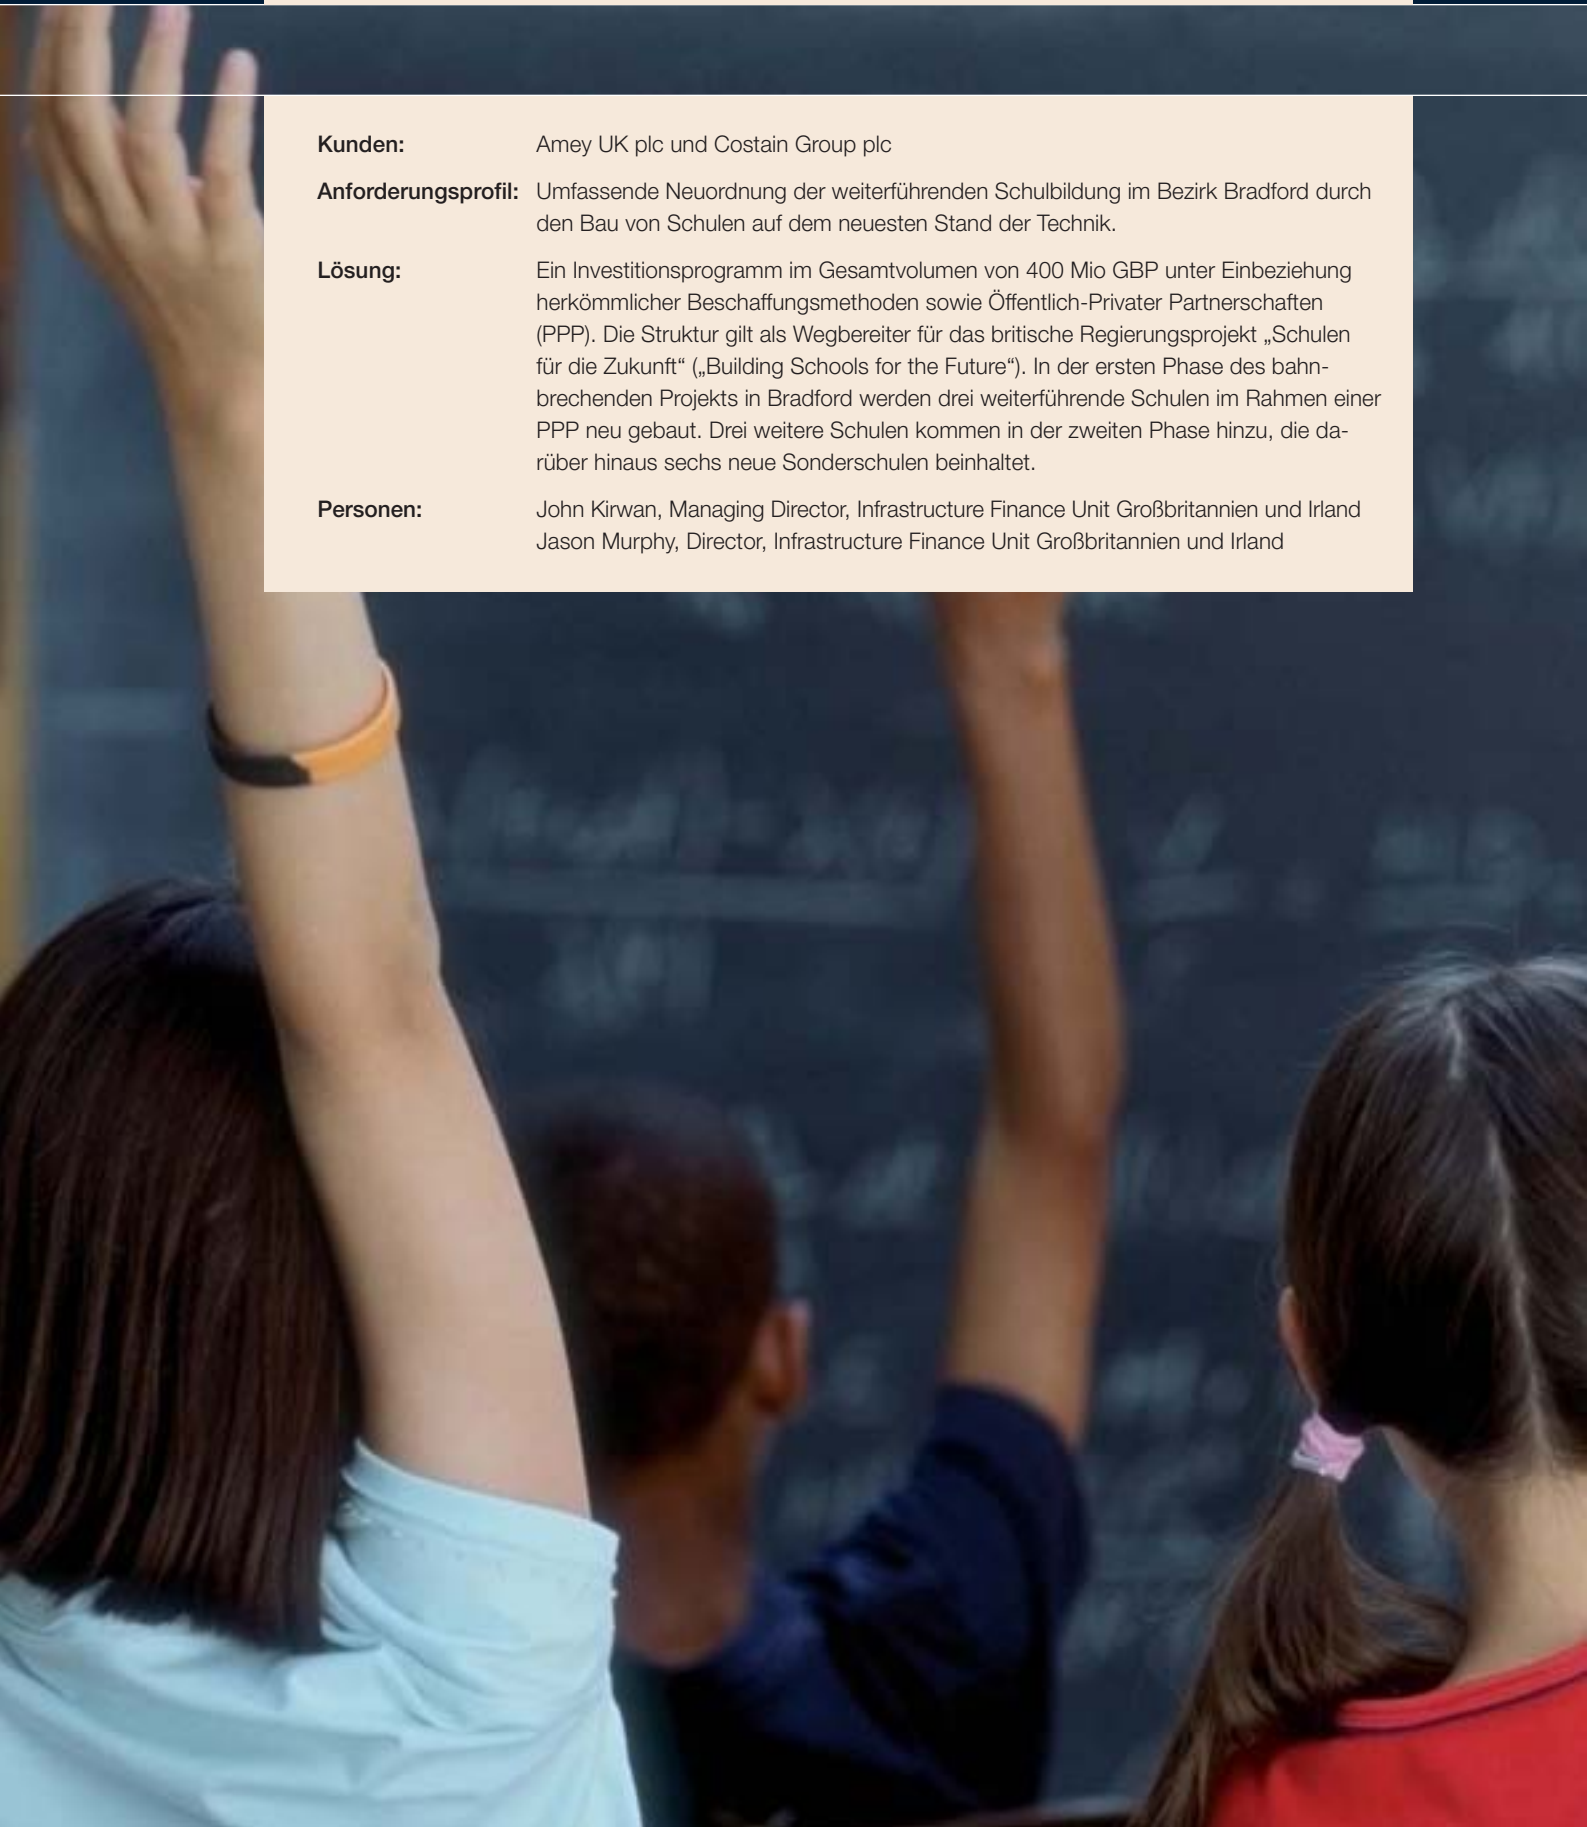 Kunden: Amey UK plc und Costain Group plc
Anforderungsprofil: Umfassende Neuordnung der weiterführenden Schulbildung im Bezirk Bradford durch
den Bau von Schulen auf dem neuesten Stand der Technik.
Lösung: Ein Investitionsprogramm im Gesamtvolumen von 400 Mio GBP unter Einbeziehung
herkömmlicher Beschaffungsmethoden sowie Öffentlich-Privater Partnerschaften
(PPP). Die Struktur gilt als Wegbereiter für das britische Regierungsprojekt „Schulen
für die Zukunft“ („Building Schools for the Future“). In der ersten Phase des bahn-
brechenden Projekts in Bradford werden drei weiterführende Schulen im Rahmen einer
PPP neu gebaut. Drei weitere Schulen kommen in der zweiten Phase hinzu, die da-
rüber hinaus sechs neue Sonderschulen beinhaltet.
Personen: John Kirwan, Managing Director, Infrastructure Finance Unit Großbritannien und Irland
Jason Murphy, Director, Infrastructure Finance Unit Großbritannien und Irland